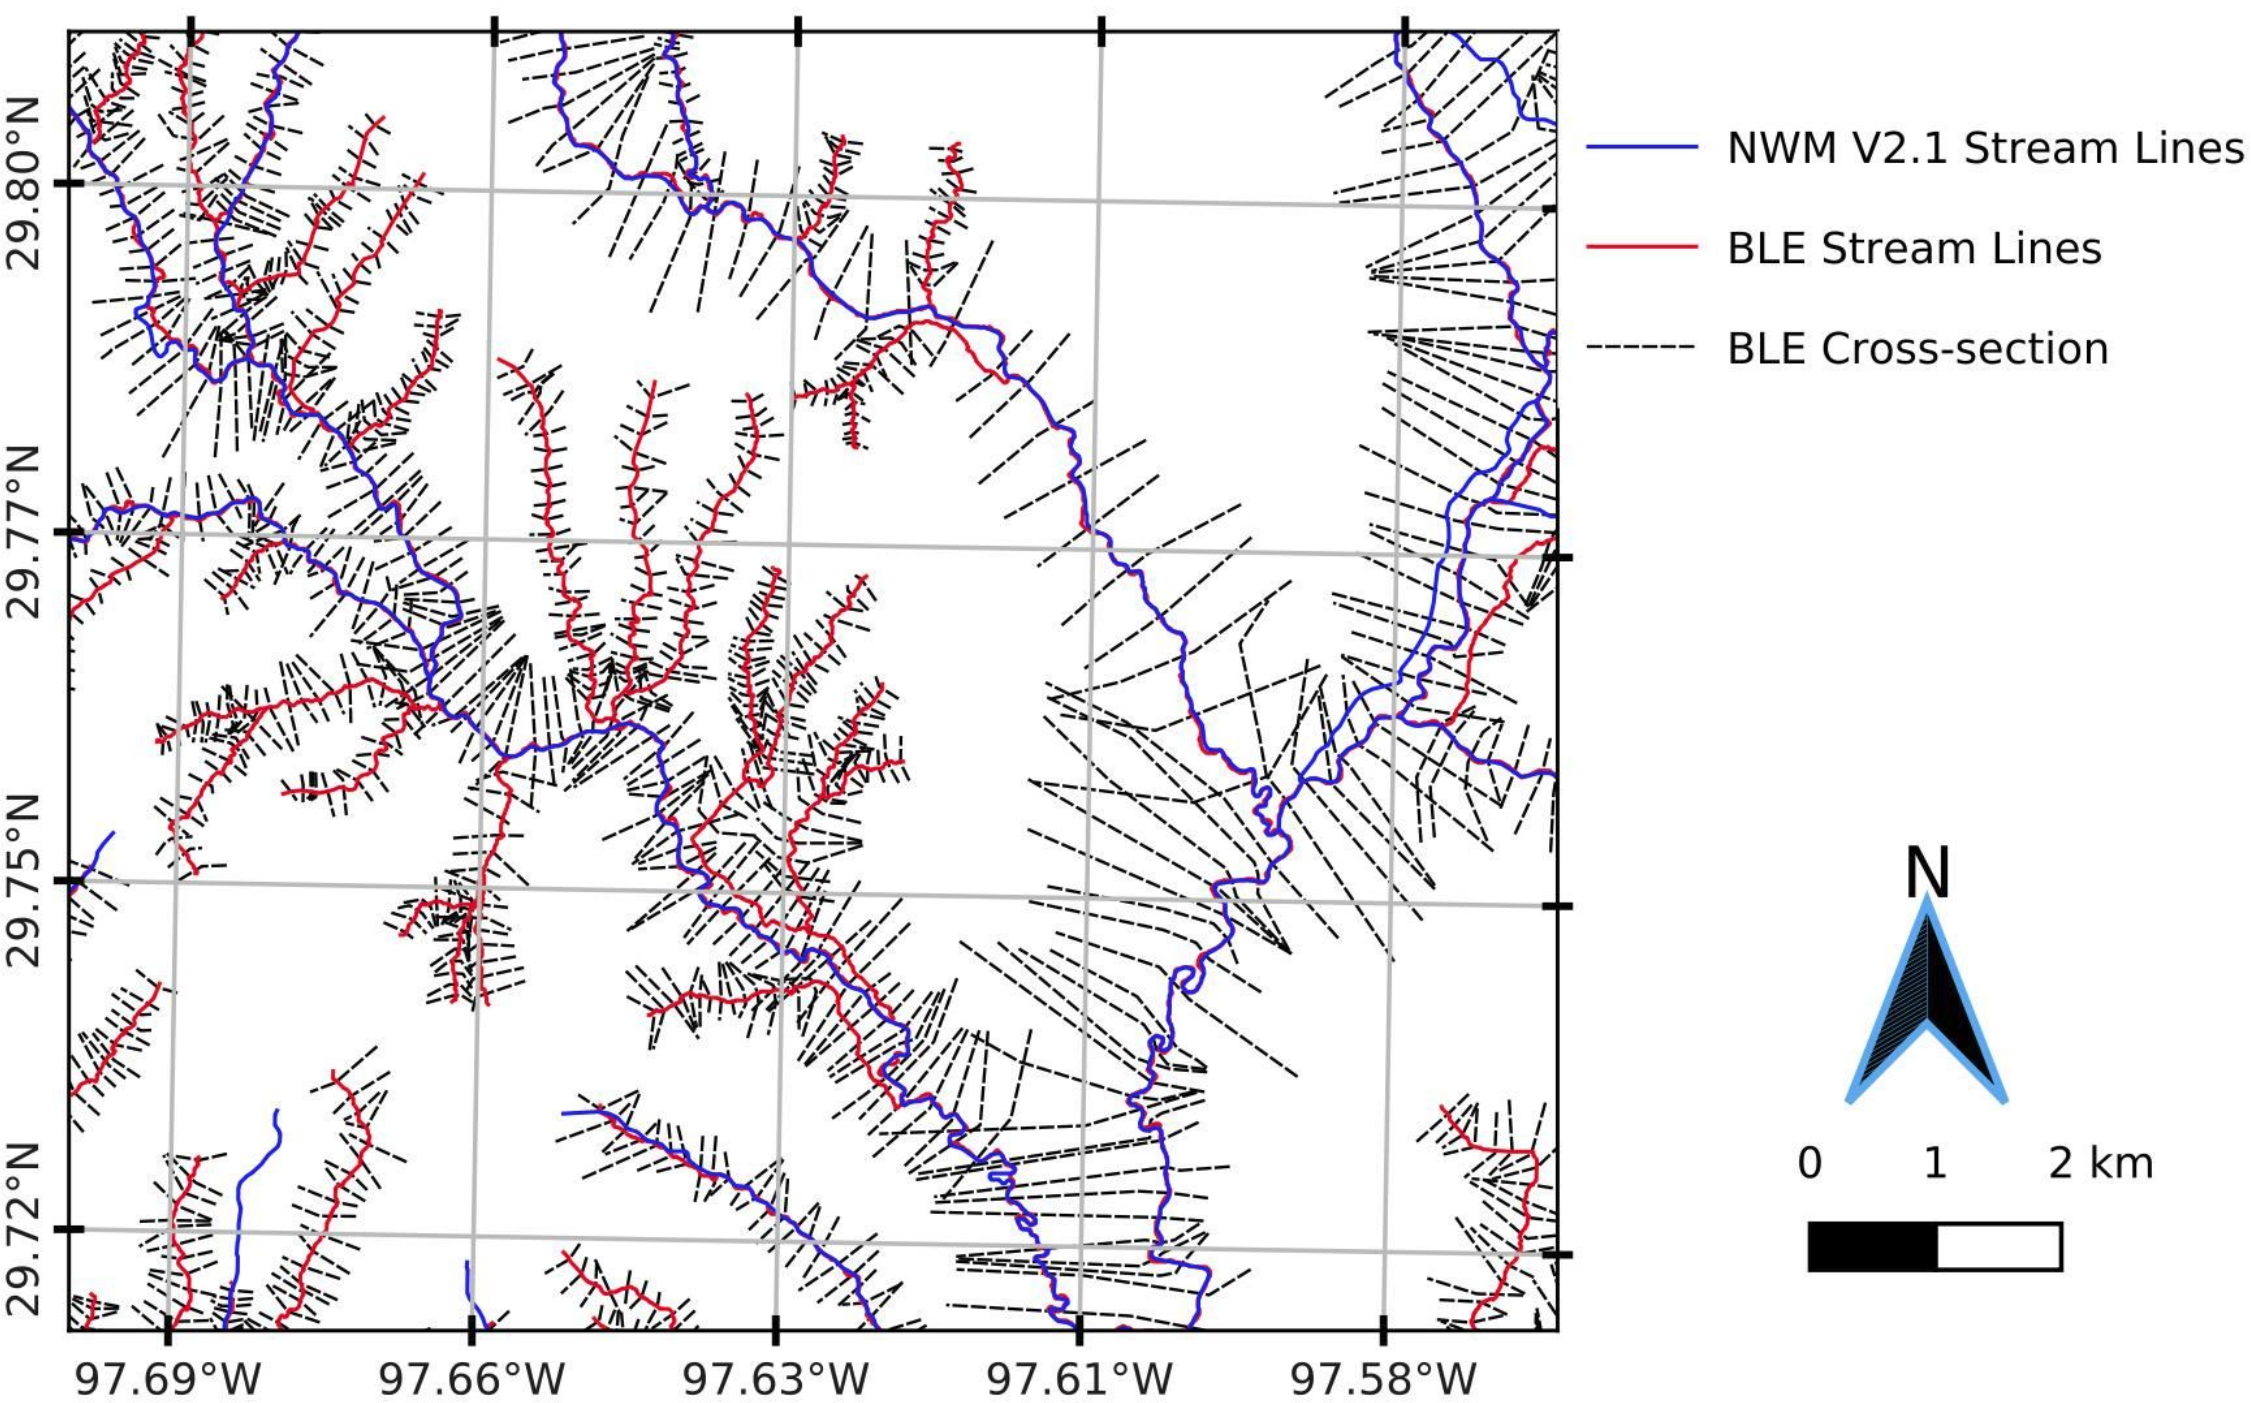 NWM V2.1 Stream Lines
BLE Stream Lines
BLE Cross-section
29.80°N
29.77°N
29.75°N
29.72°N
97.69°W
97.66°W
97.63°W
97.61°W
97.58°W
N
0 1 2 km